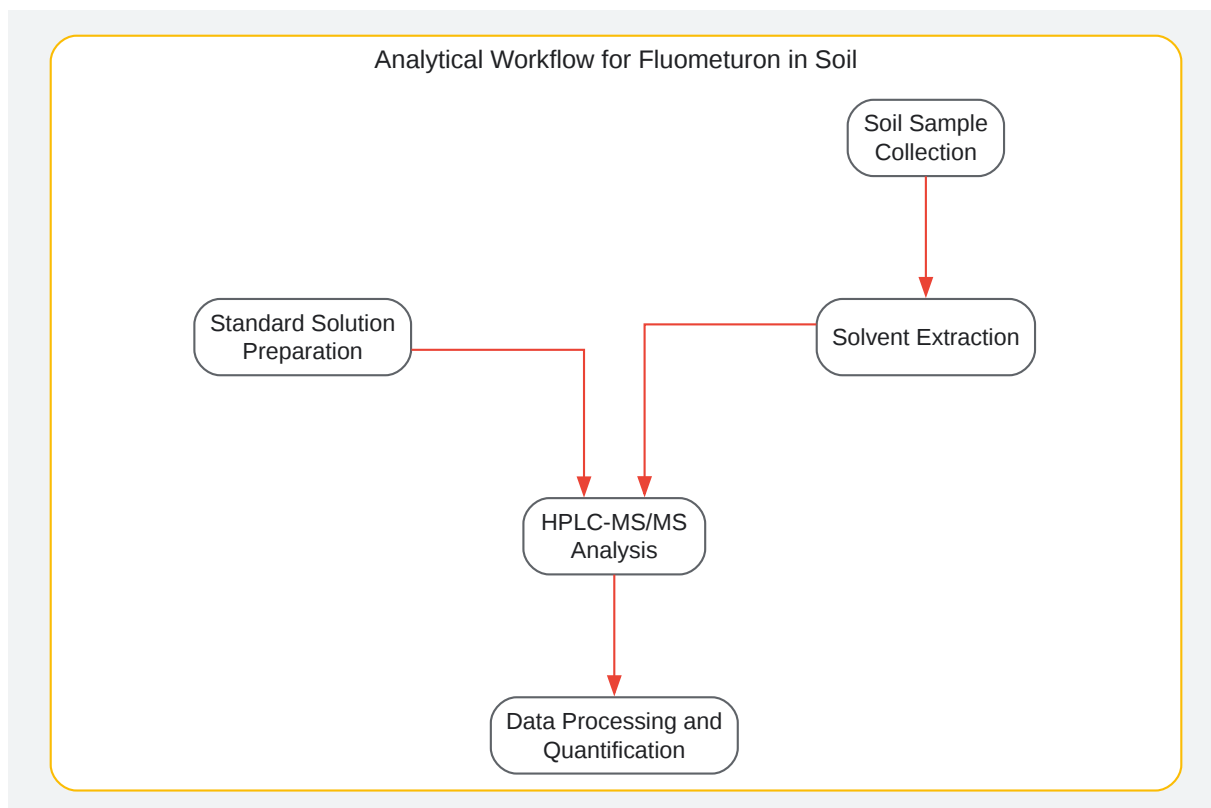 Analytical Workflow for Fluometuron in Soil
Soil Sample
Collection
Standard Solution
Preparation
Solvent Extraction
HPLC-MS/MS
Analysis
Data Processing and
Quantification